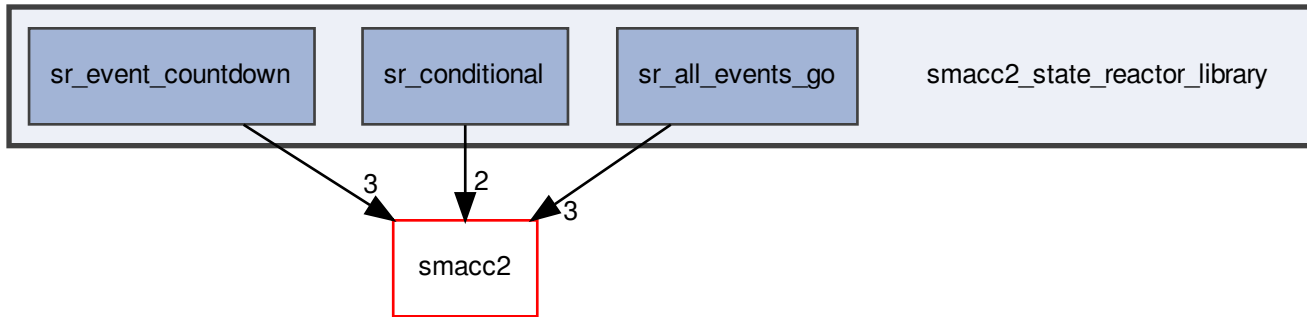 sr_event_countdown
sr_conditional
sr_all_events_go
smacc2_state_reactor_library
3
2
3
smacc2